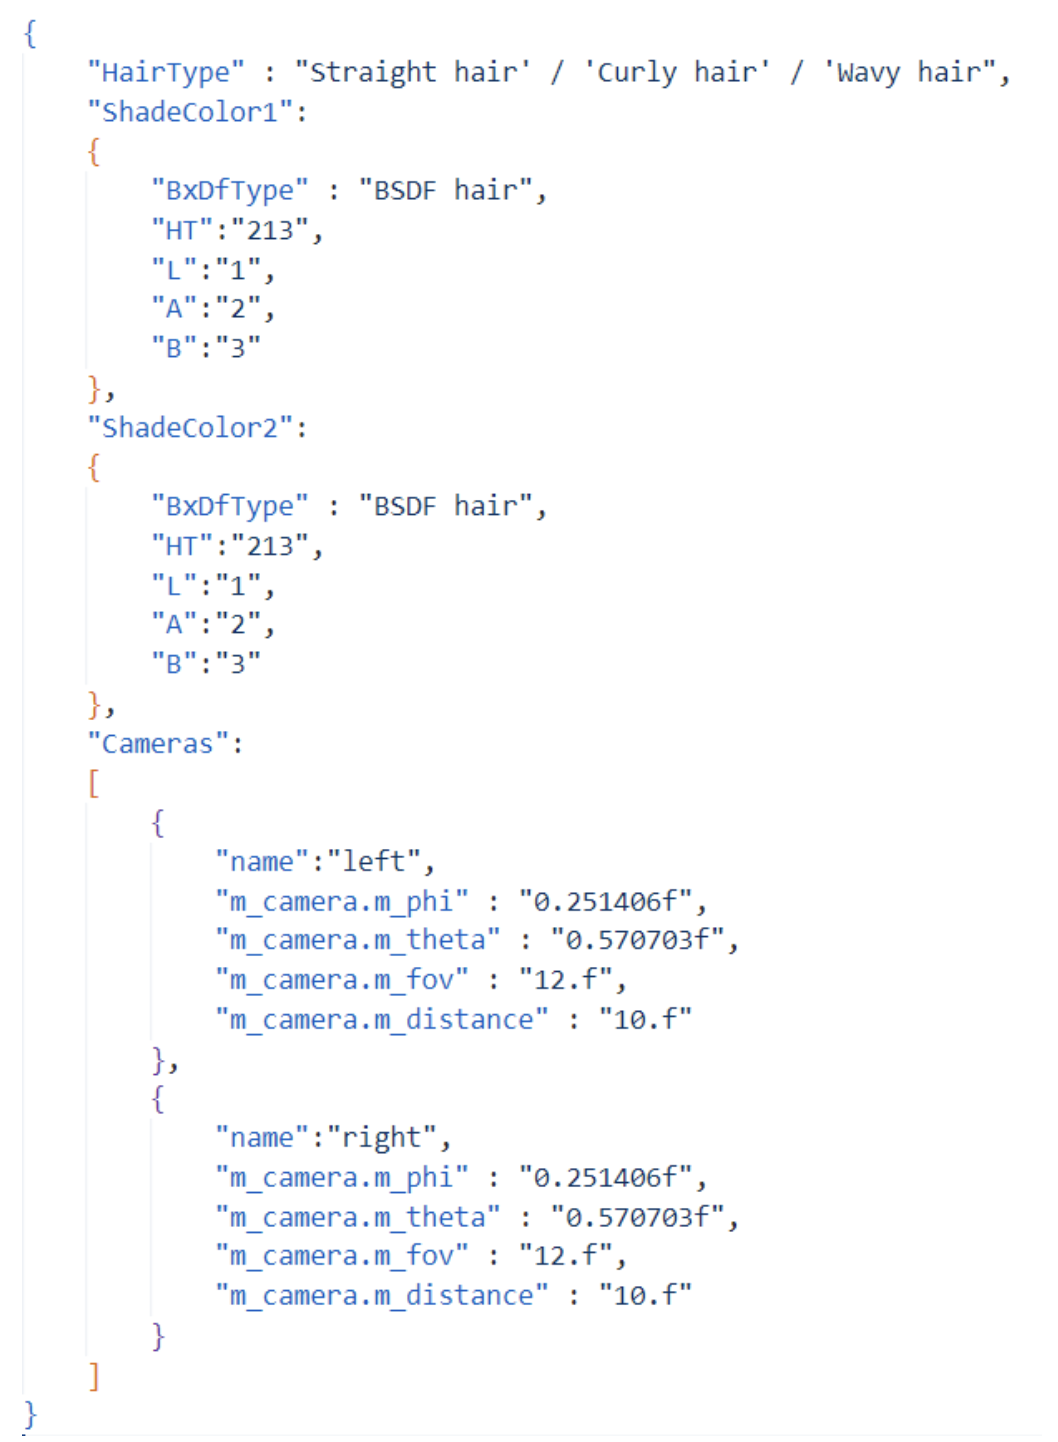 {
    "HairType" : "Straight hair' / 'Curly hair' / 'Wavy hair",
    "ShadeColor1":
    {
        "BxDfType" : "BSDF hair",
        "HT":"213",
        "L":"1",
        "A":"2",
        "B":"3"
    },
    "ShadeColor2":
    {
        "BxDfType" : "BSDF hair",
        "HT":"213",
        "L":"1",
        "A":"2",
        "B":"3"
    },
    "Cameras":
    [
        {
            "name":"left",
            "m_camera.m_phi" : "0.251406f",
            "m_camera.m_theta" : "0.570703f",
            "m_camera.m_fov" : "12.f",
            "m_camera.m_distance" : "10.f"
        },
        {
            "name":"right",
            "m_camera.m_phi" : "0.251406f",
            "m_camera.m_theta" : "0.570703f",
            "m_camera.m_fov" : "12.f",
            "m_camera.m_distance" : "10.f"
        }
    ]
}